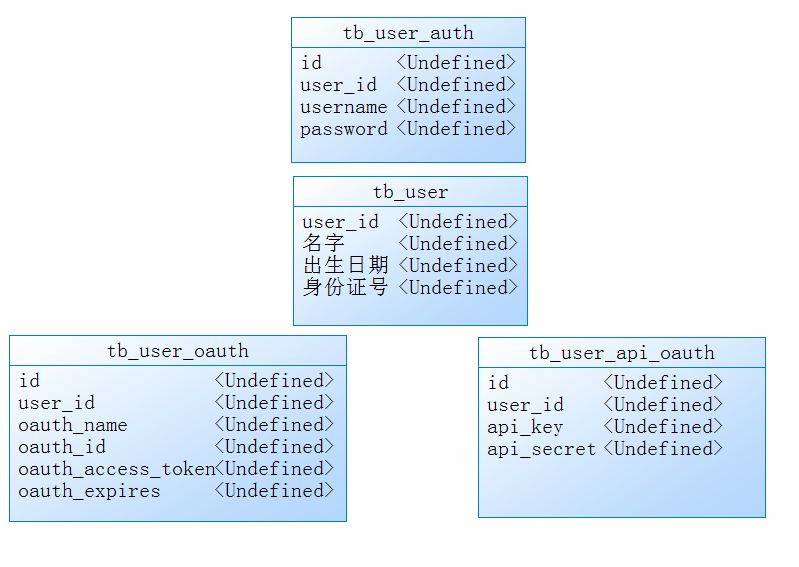 tb_user_auth
id <Undefined>
user_id <Undefined>
username <Undefined>
password <Undefined>
tb_user
user_id <Undefined>
名字 <Undefined>
出生日期 <Undefined>
身份证号 <Undefined>
tb_user_oauth
id <Undefined>
user_id <Undefined>
oauth_name <Undefined>
oauth_id <Undefined>
oauth_access_token <Undefined>
oauth_expires <Undefined>
tb_user_api_oauth
id <Undefined>
user_id <Undefined>
api_key <Undefined>
api_secret <Undefined>